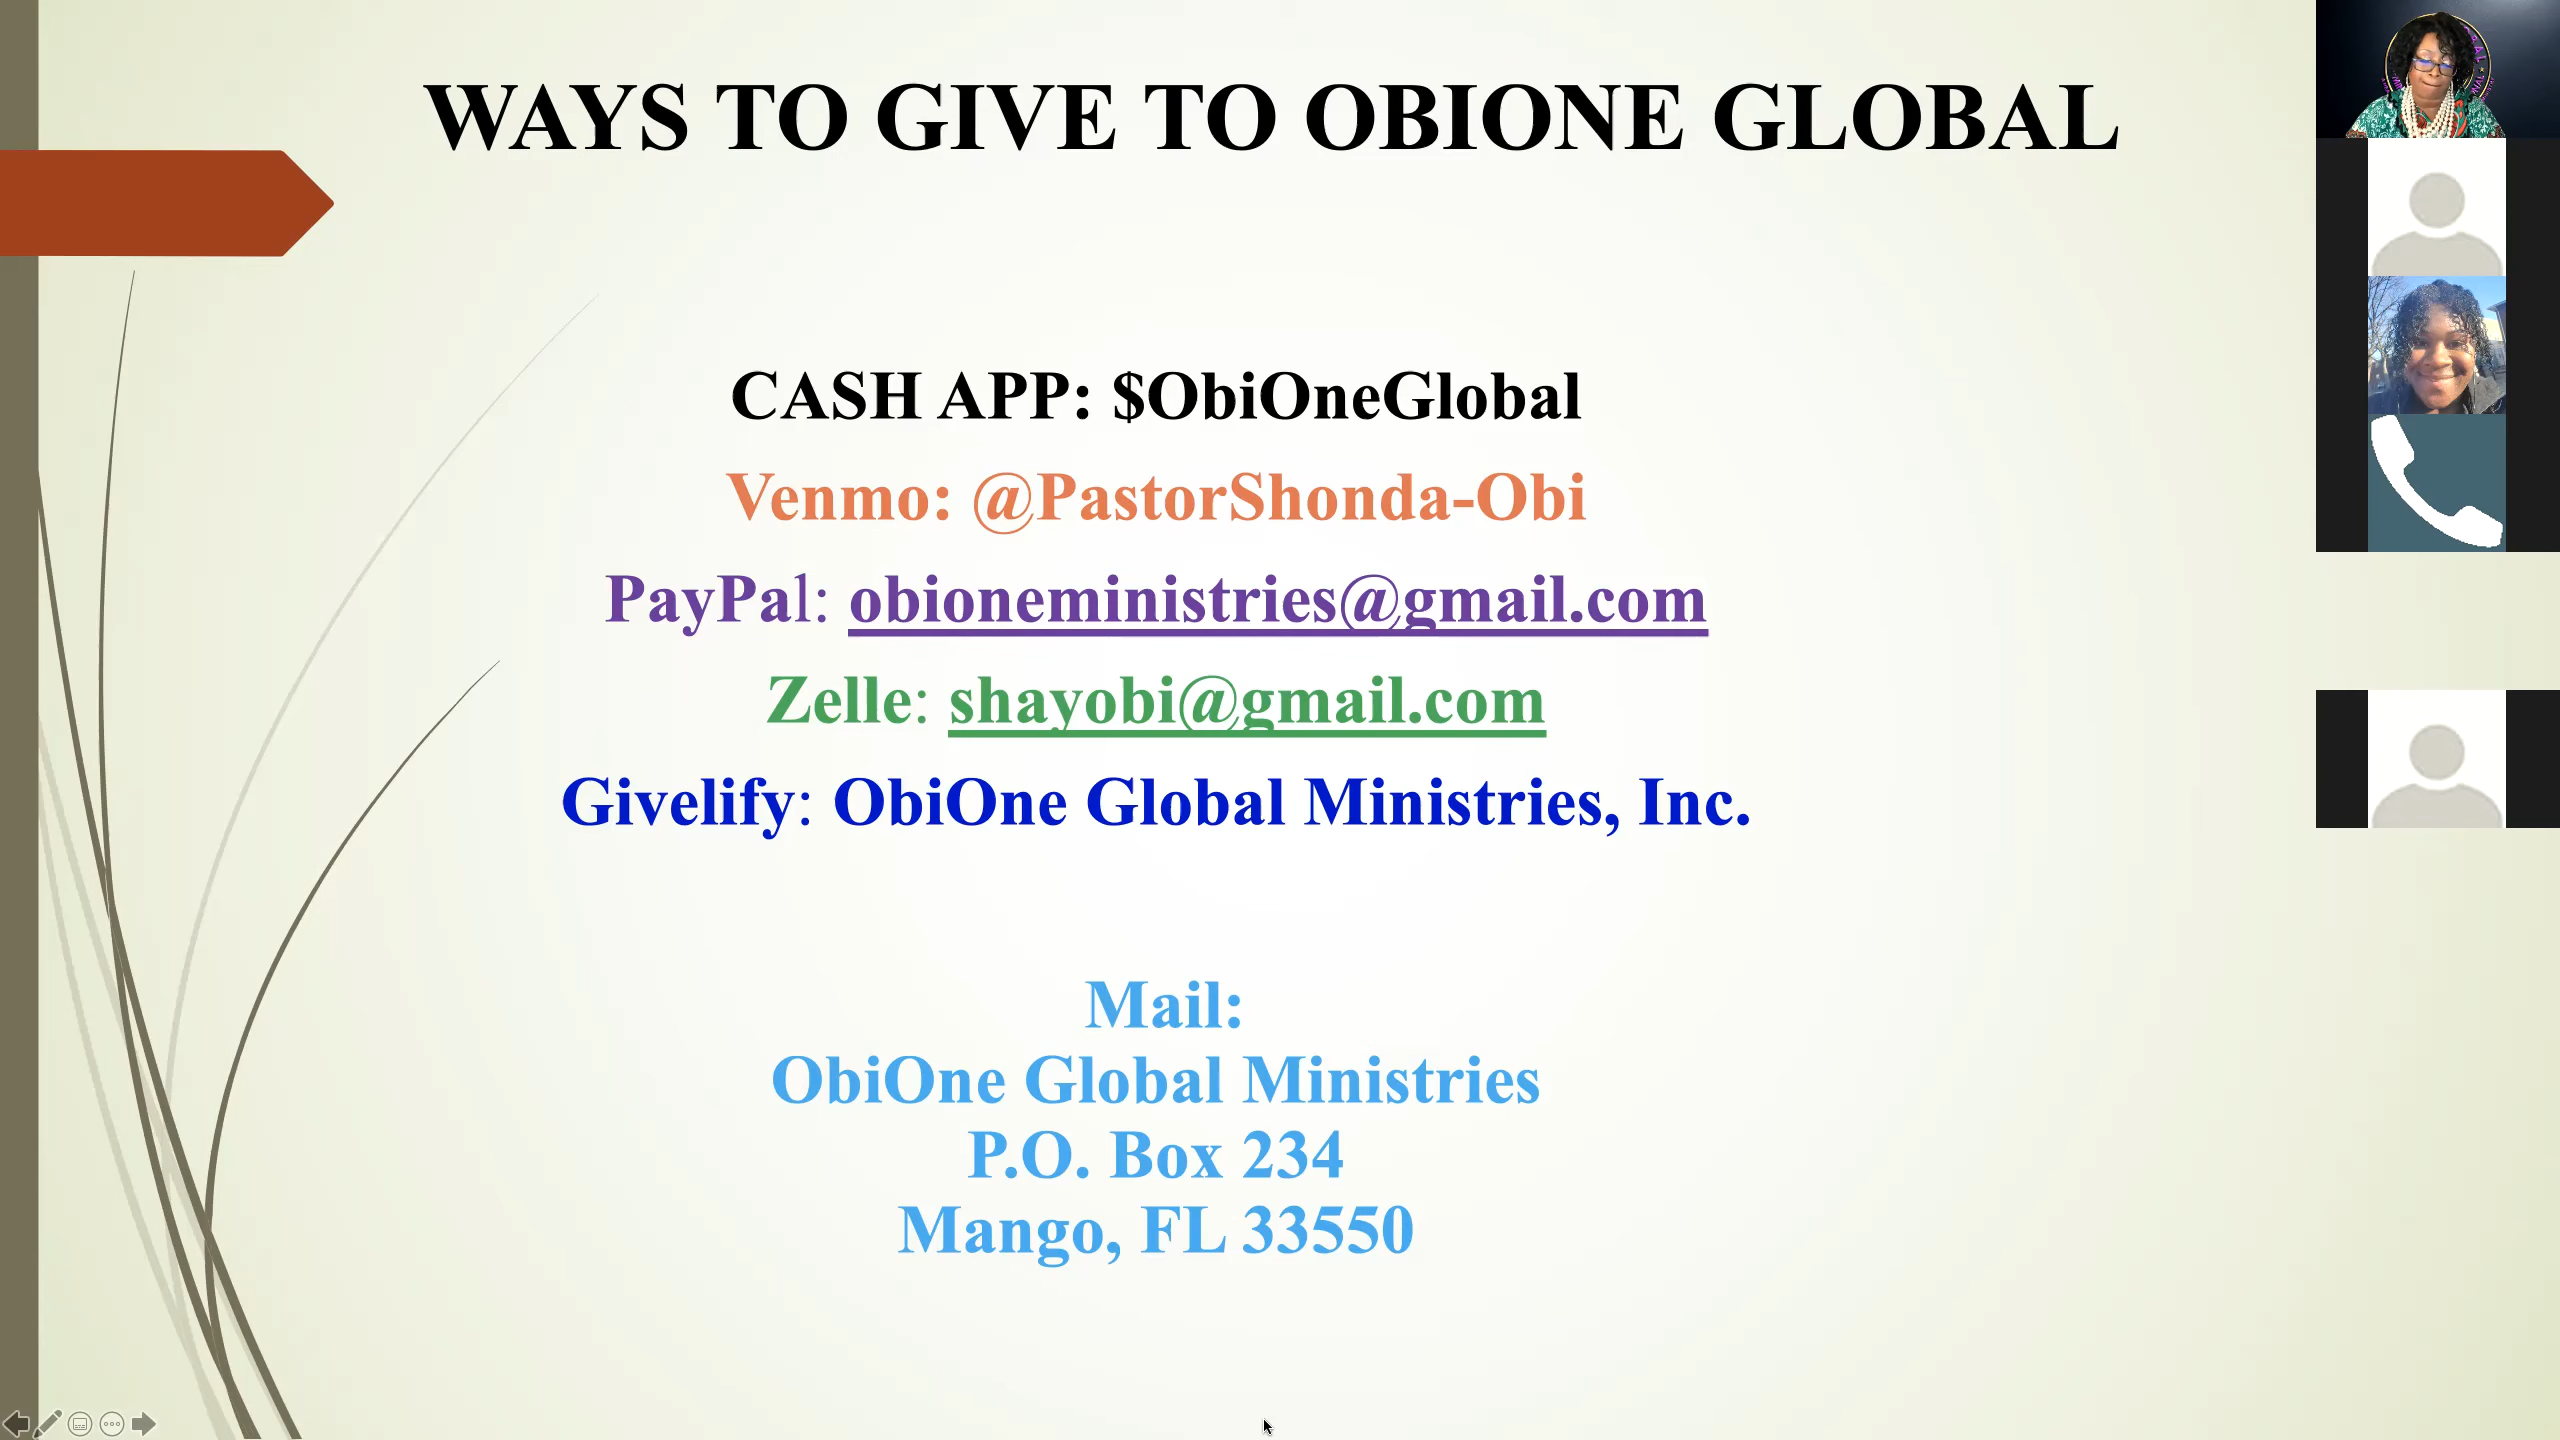 WAYS TO GIVE TO OBIONE GLOBAL
CASH APP: $ObiOneGlobal
Venmo: @PastorShonda-Obi
PayPal: obioneministries@gmail.com
Zelle: shayobi@gmail.com
Givelify: ObiOne Global Ministries, Inc.
Mail:
ObiOne Global Ministries
P.O. Box 234
Mango, FL 33550